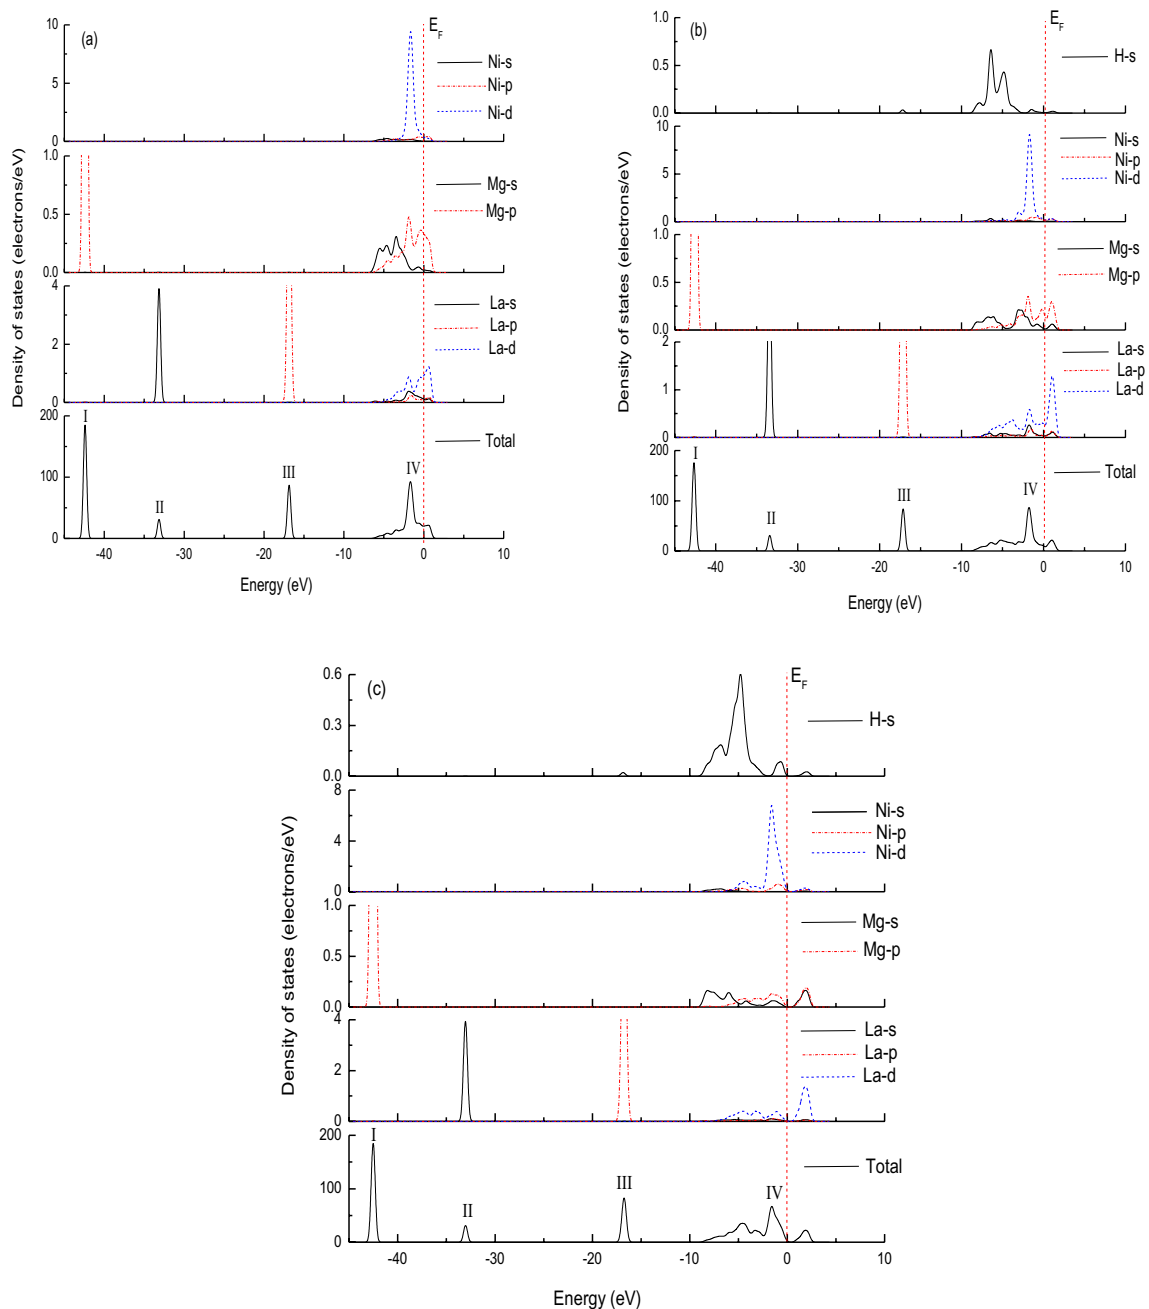 (a)
E_F
10
5
0
Ni-s
Ni-p
Ni-d
1.0
0.5
0.0
Mg-s
Mg-p
4
2
0
La-s
La-p
La-d
200
100
0
I
II
III
IV
Total
-40 -30 -20 -10 0 10
Energy (eV)
Density of states (electrons/eV)
(b)
E_F
1.0
0.5
0.0
H-s
10
5
0
Ni-s
Ni-p
Ni-d
1.0
0.5
0.0
Mg-s
Mg-p
2
1
0
La-s
La-p
La-d
200
100
0
I
II
III
IV
Total
-40 -30 -20 -10 0 10
Energy (eV)
Density of states (electrons/eV)
(c)
E_F
0.6
0.3
0.0
H-s
8
4
0
Ni-s
Ni-p
Ni-d
1.0
0.5
0.0
Mg-s
Mg-p
4
2
0
La-s
La-p
La-d
200
100
0
I
II
III
IV
Total
-40 -30 -20 -10 0 10
Energy (eV)
Density of states (electrons/eV)